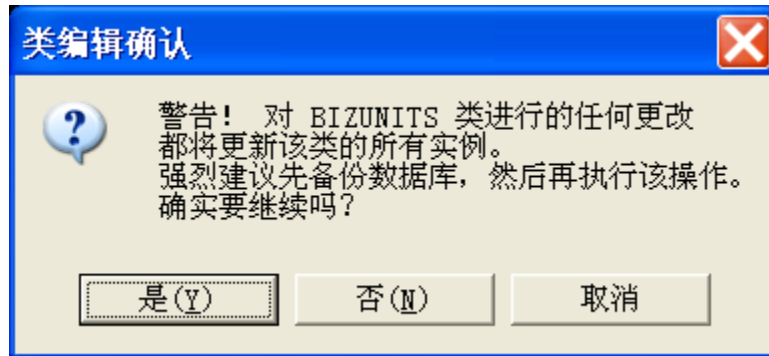 类编辑确认
警告! 对 BIZUNITS 类进行的任何更改
都将更新该类的所有实例。
强烈建议先备份数据库，然后再执行该操作。
确实要继续吗?
是(Y) 否(N) 取消